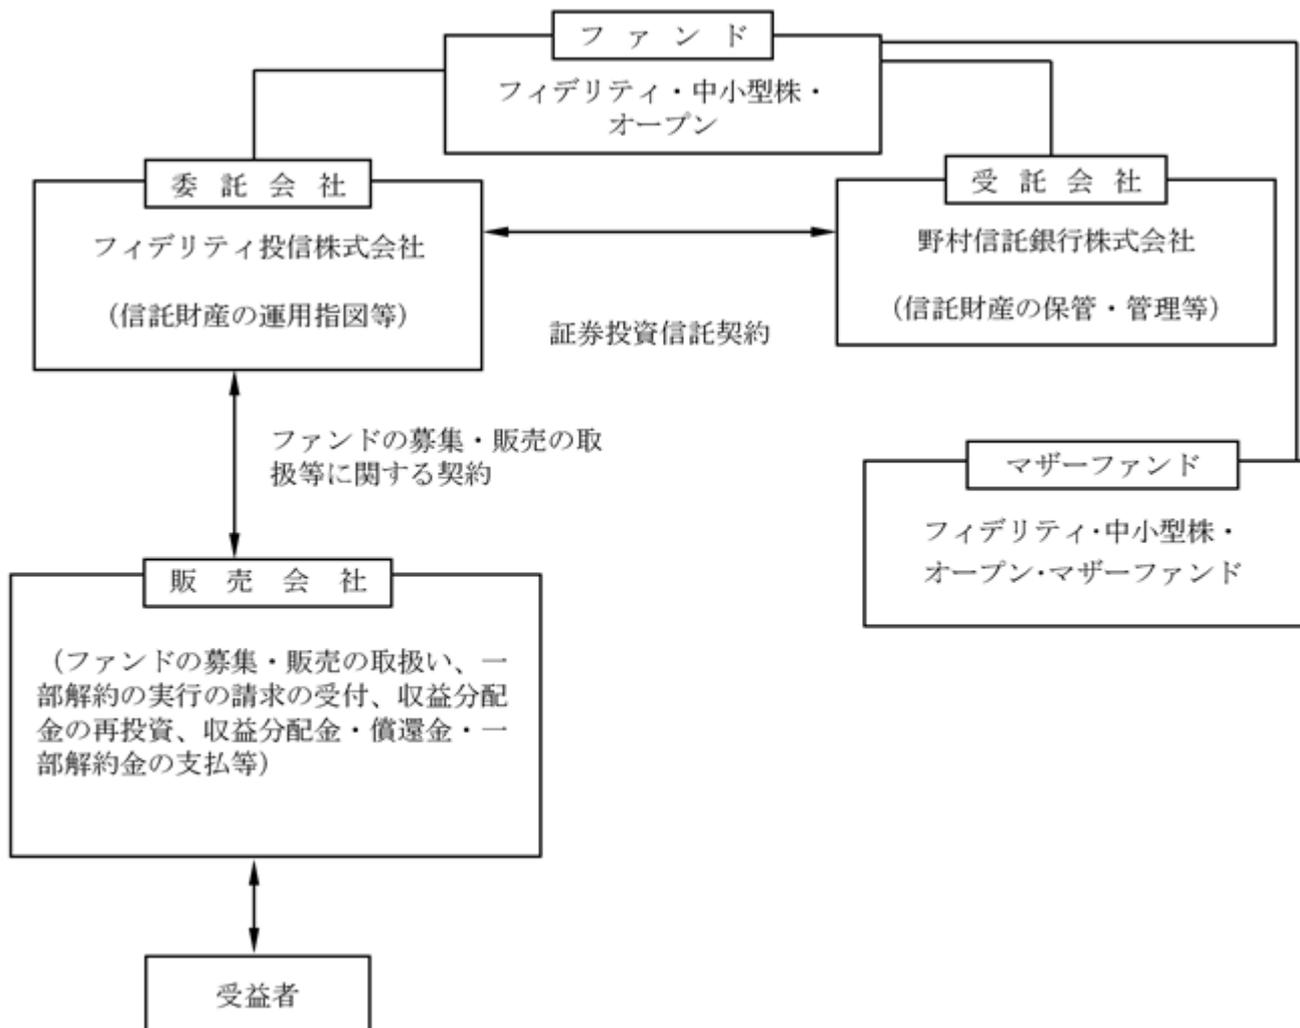 ファンド
フィデリティ・中小型株・
オープン
委託会社
フィデリティ投信株式会社
（信託財産の運用指図等）
受託会社
野村信託銀行株式会社
（信託財産の保管・管理等）
証券投資信託契約
ファンドの募集・販売の取
扱等に関する契約
マザーファンド
フィデリティ・中小型株・
オープン・マザーファンド
販売会社
（ファンドの募集・販売の取扱い、一
部解約の実行の請求の受付、収益分配
金の再投資、収益分配金・償還金・一
部解約金の支払等）
受益者